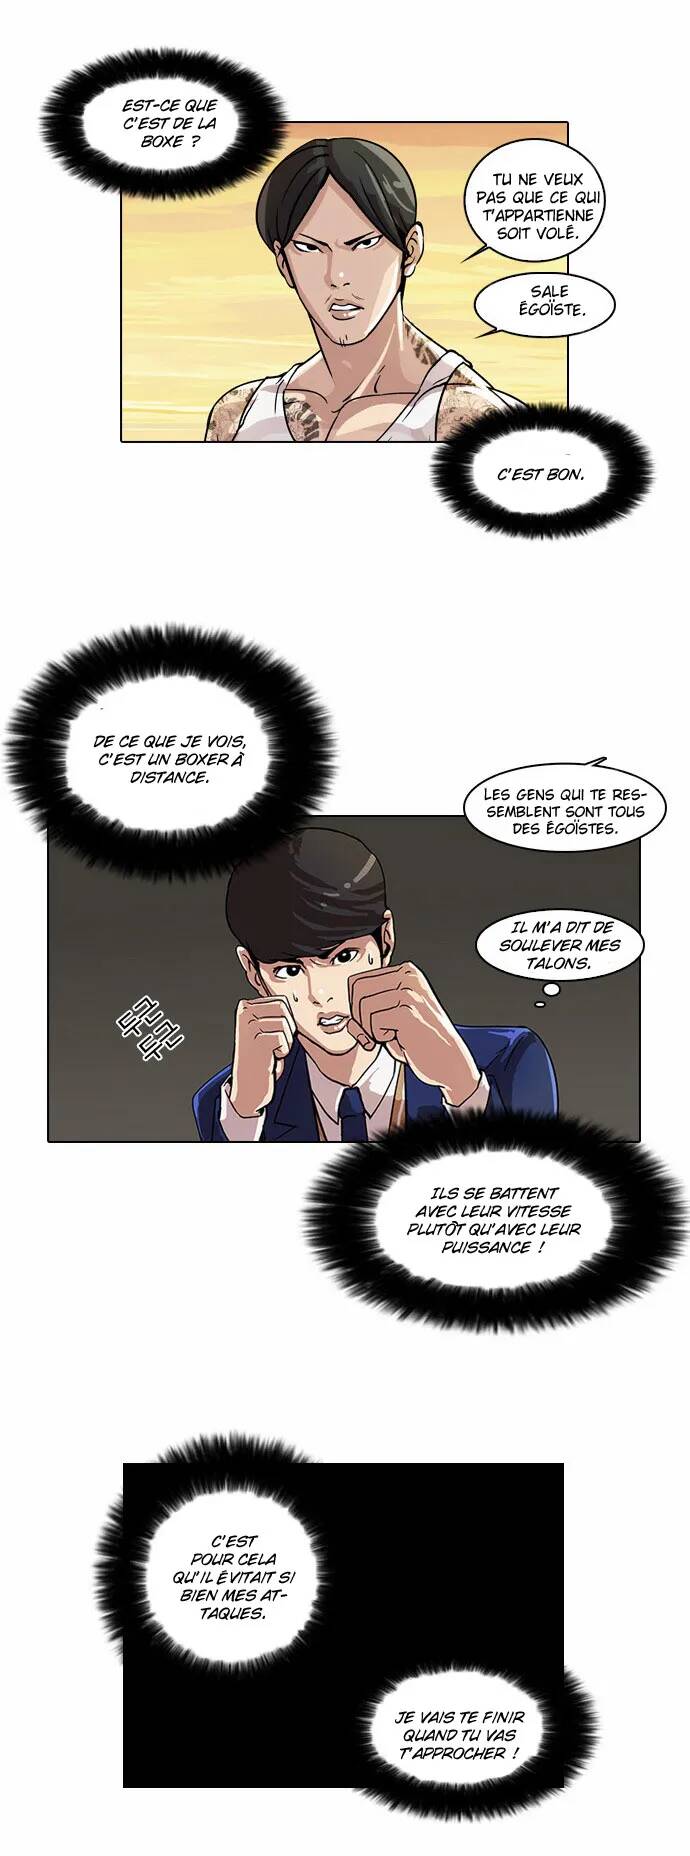 EST-CE QUE
C'EST DE LA
BOXE ?
TU NE VEUX
PAS QUE CE QUI
T'APPARTIENNE
SOIT VOLÉ.
SALE
ÉGOÏSTE.
C'EST BON.
DE CE QUE JE VOIS,
C'EST UN BOXER À
DISTANCE.
LES GENS QUI TE RES-
SEMBLENT SONT TOUS
DES ÉGOÏSTES.
IL M'A DIT DE
SOULEVER MES
TALONS.
두근
두근
ILS SE BATTENT
AVEC LEUR VITESSE
PLUTÔT QU'AVEC LEUR
PUISSANCE !
C'EST
POUR CELA
QU'IL ÉVITAIT SI
BIEN MES AT-
TAQUES.
JE VAIS TE FINIR
QUAND TU VAS
T'APPROCHER !